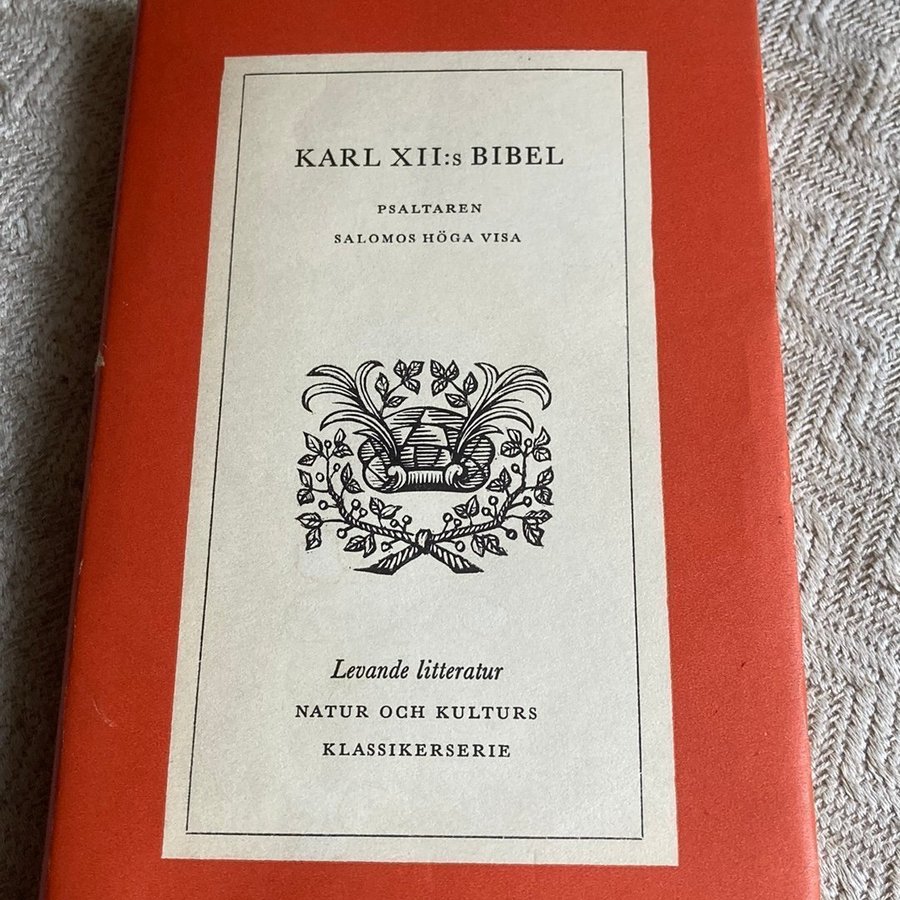 KARL XII:s BIBEL
PSALTAREN
SALOMOS HÖGA VISA
Levande litteratur
NATUR OCH KULTURS
KLASSIKERSERIE